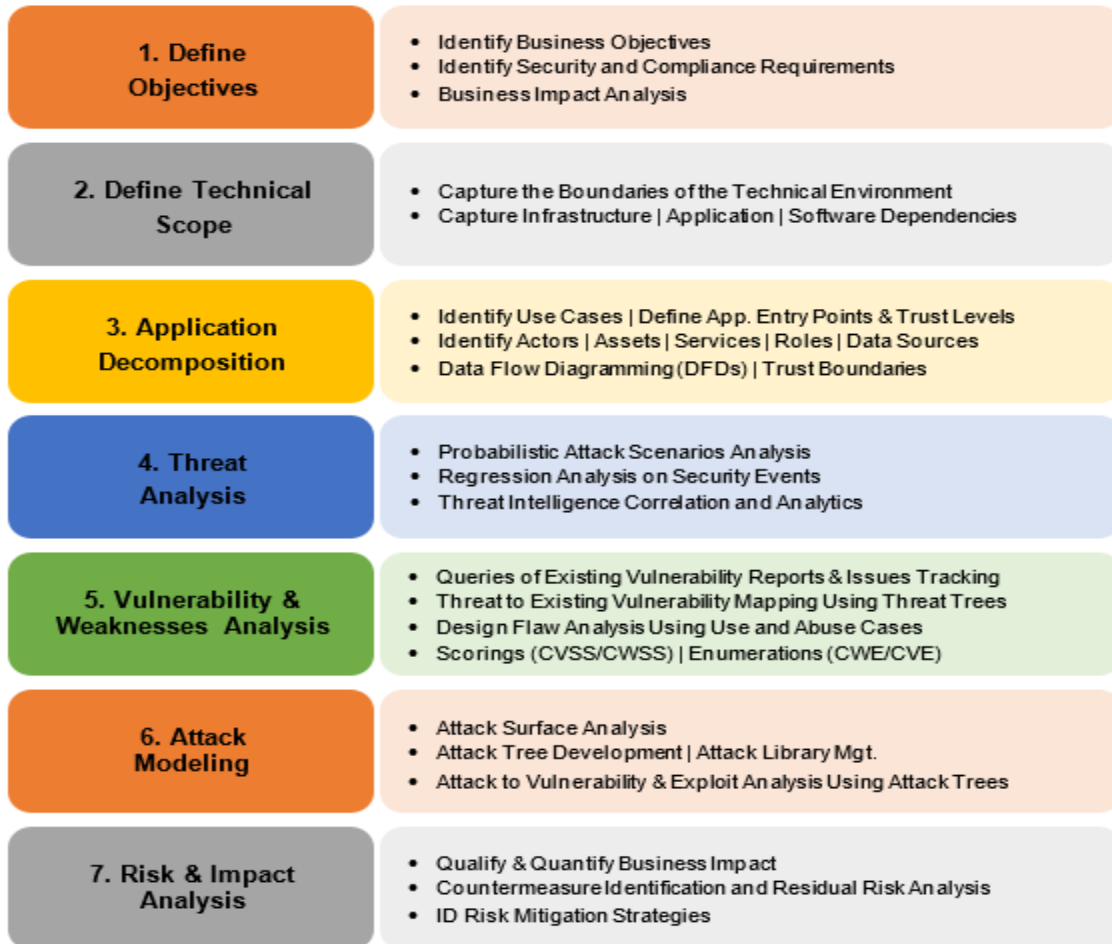 1. Define
Objectives
• Identify Business Objectives
• Identify Security and Compliance Requirements
• Business Impact Analysis
2. Define Technical
Scope
• Capture the Boundaries of the Technical Environment
• Capture Infrastructure | Application | Software Dependencies
3. Application
Decomposition
• Identify Use Cases | Define App. Entry Points & Trust Levels
• Identify Actors | Assets | Services | Roles | Data Sources
• Data Flow Diagramming (DFDs) | Trust Boundaries
4. Threat
Analysis
• Probabilistic Attack Scenarios Analysis
• Regression Analysis on Security Events
• Threat Intelligence Correlation and Analytics
5. Vulnerability &
Weaknesses Analysis
• Queries of Existing Vulnerability Reports & Issues Tracking
• Threat to Existing Vulnerability Mapping Using Threat Trees
• Design Flaw Analysis Using Use and Abuse Cases
• Scorings (CVSS/CWSS) | Enumerations (CWE/CVE)
6. Attack
Modeling
• Attack Surface Analysis
• Attack Tree Development | Attack Library Mgt.
• Attack to Vulnerability & Exploit Analysis Using Attack Trees
7. Risk & Impact
Analysis
• Qualify & Quantify Business Impact
• Countermeasure Identification and Residual Risk Analysis
• ID Risk Mitigation Strategies